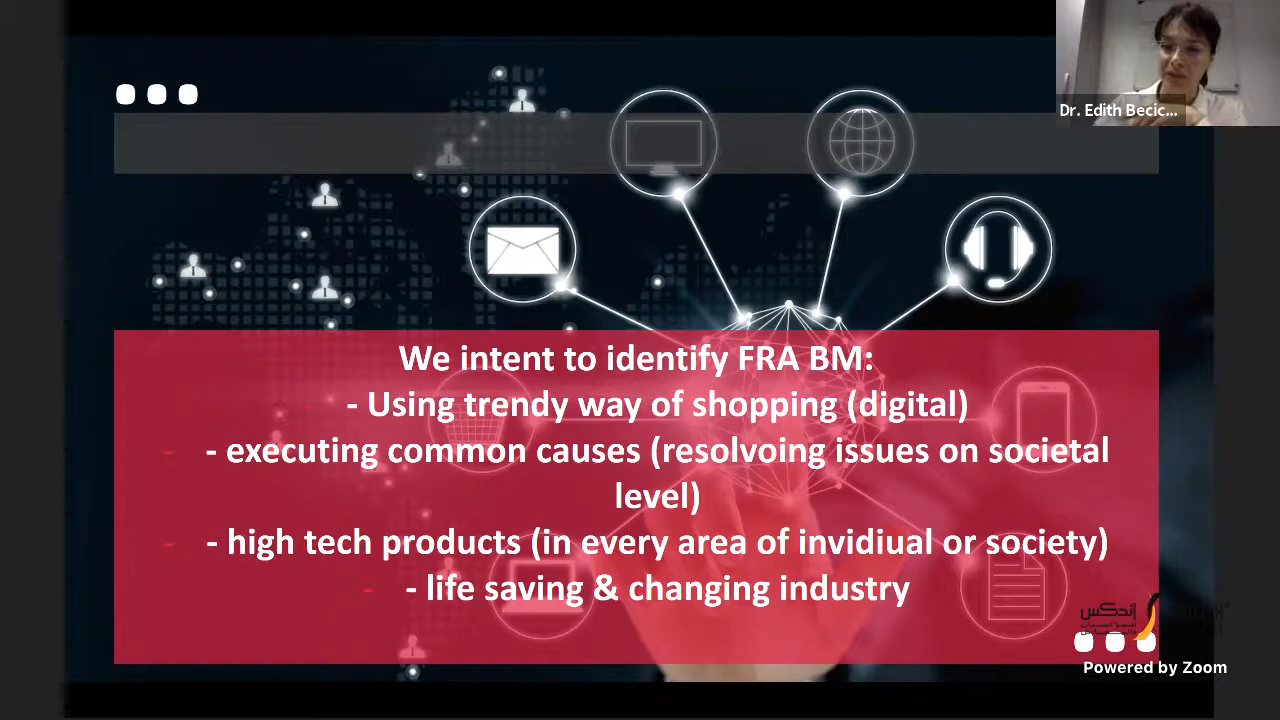 Dr. Edith Becic...
We intent to identify FRA BM:
- Using trendy way of shopping (digital)
- executing common causes (resolvoing issues on societal
level)
- high tech products (in every area of invidiual or society)
- life saving & changing industry
إندكس
Powered by Zoom